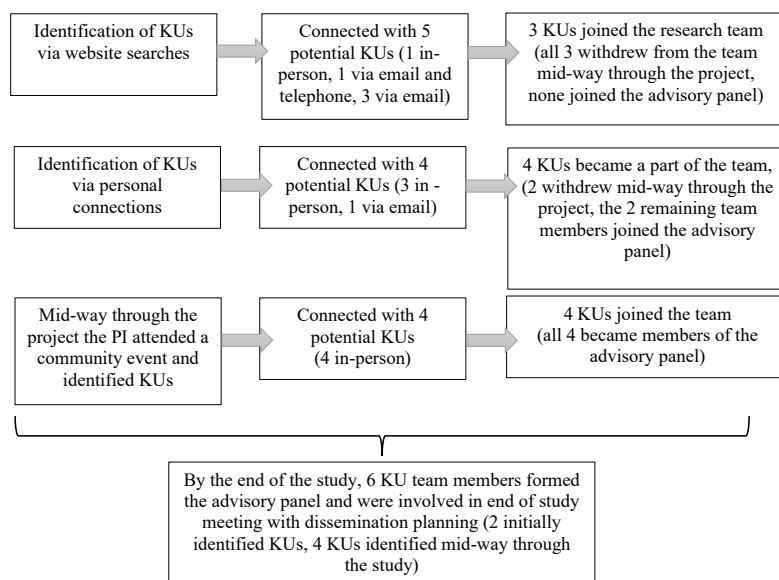 Identification of KUs
via website searches
Connected with 5
potential KUs (1 in-
person, 1 via email and
telephone, 3 via email)
3 KUs joined the research team
(all 3 withdrew from the team
mid-way through the project,
none joined the advisory panel)
Identification of KUs
via personal
connections
Connected with 4
potential KUs (3 in -
person, 1 via email)
4 KUs became a part of the team,
(2 withdrew mid-way through the
project, the 2 remaining team
members joined the advisory
panel)
Mid-way through the
project the PI attended a
community event and
identified KUs
Connected with 4
potential KUs
(4 in-person)
4 KUs joined the team
(all 4 became members of the
advisory panel)
By the end of the study, 6 KU team members formed
the advisory panel and were involved in end of study
meeting with dissemination planning (2 initially
identified KUs, 4 KUs identified mid-way through
the study)